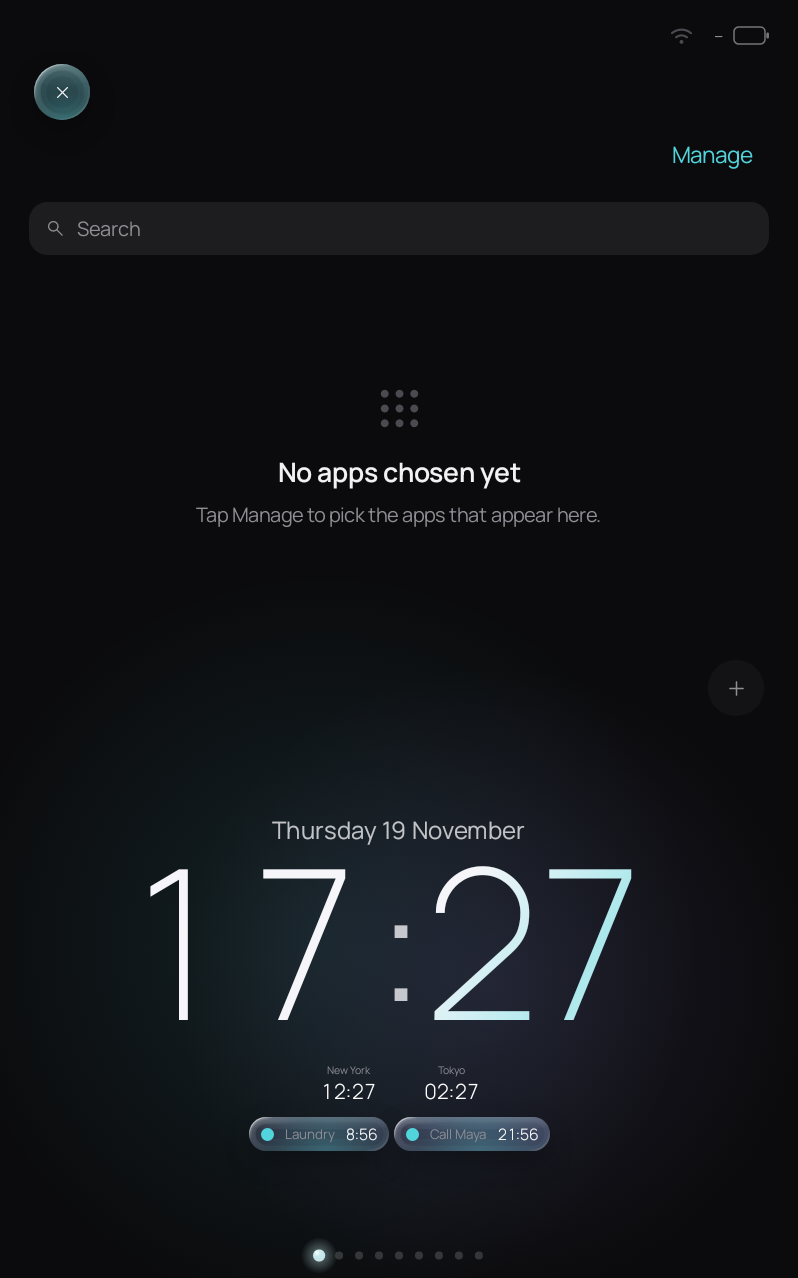 Manage
Search
No apps chosen yet
Tap Manage to pick the apps that appear here.
Thursday 19 November
17:27
New York Tokyo
12:27 02:27
Laundry 8:56 Call Maya 21:56